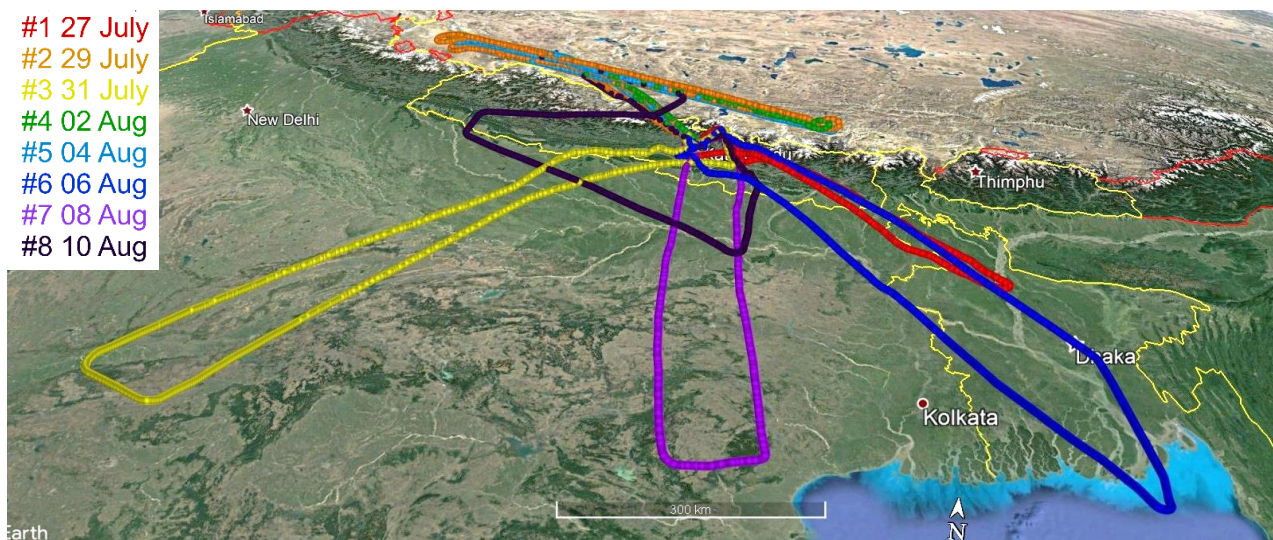 #1 27 July
#2 29 July
#3 31 July
#4 02 Aug
#5 04 Aug
#6 06 Aug
#7 08 Aug
#8 10 Aug
Islamabad
New Delhi
Thimphu
Dhaka
Kolkata
300 km
N
Earth